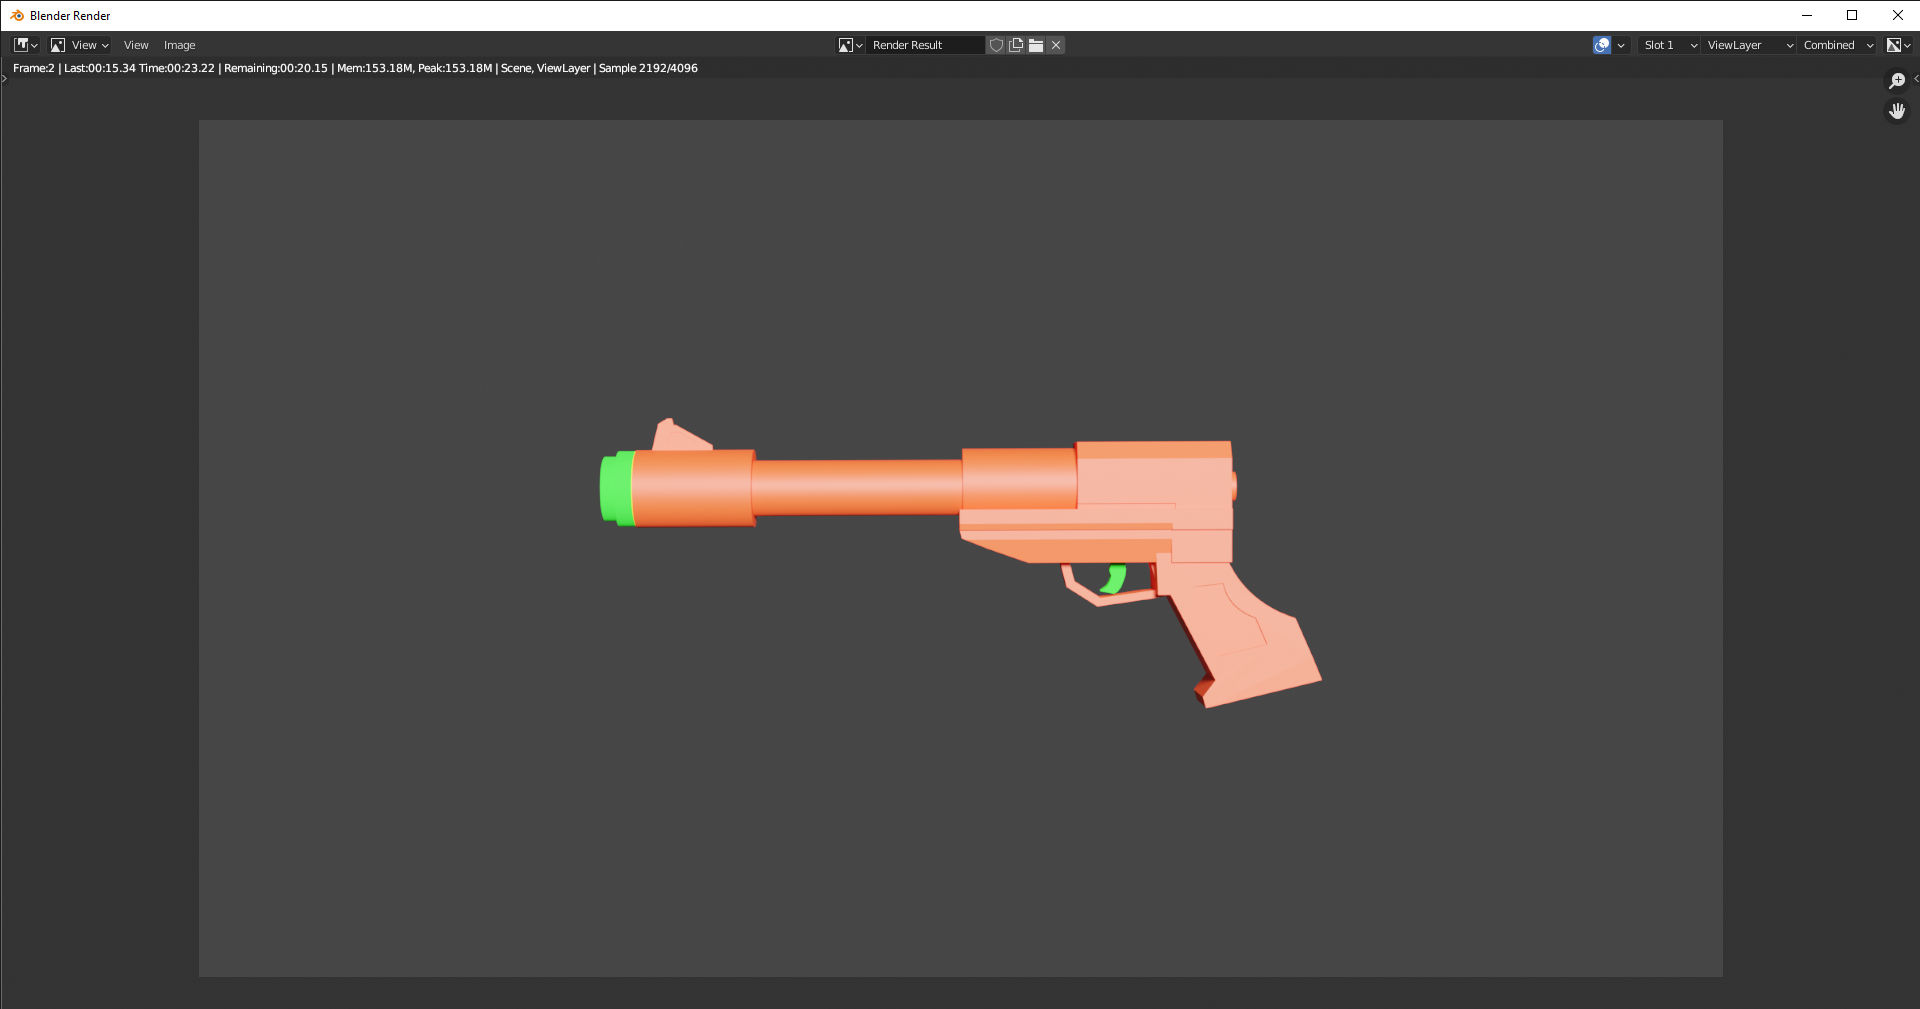 Blender Render
View View Image Render Result Slot 1 ViewLayer Combined
Frame:2 | Last:00:15.34 Time:00:23.22 | Remaining:00:20.15 | Mem:153.18M, Peak:153.18M | Scene, ViewLayer | Sample 2192/4096